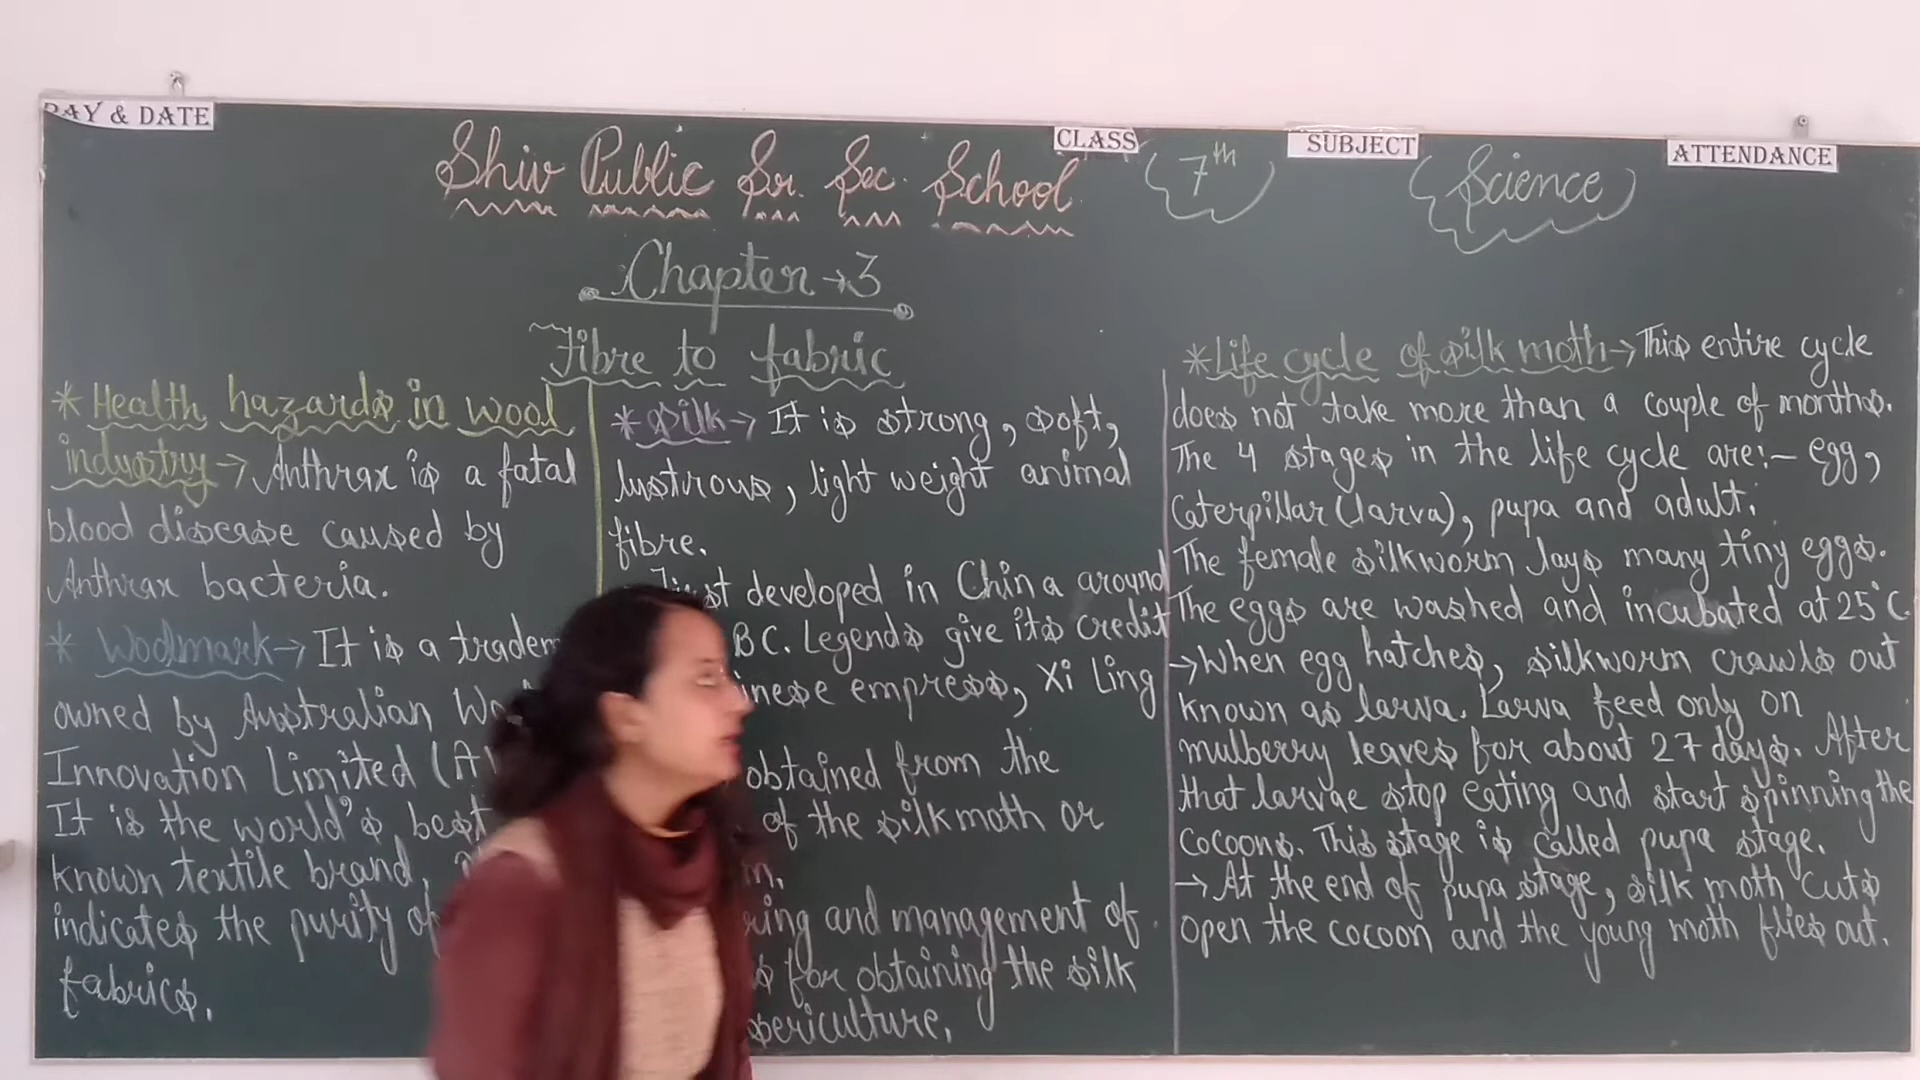 DAY & DATE
CLASS
SUBJECT
ATTENDANCE
Shiv Public Sr. Sec. School
7th
Science
Chapter → 3
Fibre to fabric
* Health hazards in wool
industry → Anthrax is a fatal
blood disease caused by
Anthrax bacteria.
* Woolmark → It is a
owned by Australian
Innovation Limited
It is the world's best
known textile brand,
indicates the purity of
fabrics.
* Silk → It is strong, soft,
lustrous, light weight animal
fibre.
First developed in China around
BC. Legends give its credit
empress, Xi Ling
obtained from the
of the silk moth or
and management of
for obtaining the silk
sericulture.
* Life cycle of silk moth → This entire cycle
does not take more than a couple of months.
The 4 stages in the life cycle are:- egg,
Caterpillar (larva), pupa and adult.
The female silkworm lays many tiny eggs.
The eggs are washed and incubated at 25°C.
→ When egg hatches, silkworm crawls out
known as larva. Larva feed only on
mulberry leaves for about 27 days. After
that larvae stop eating and start spinning the
cocoons. This stage is called pupa stage.
→ At the end of pupa stage, silk moth cuts
open the cocoon and the young moth flies out.